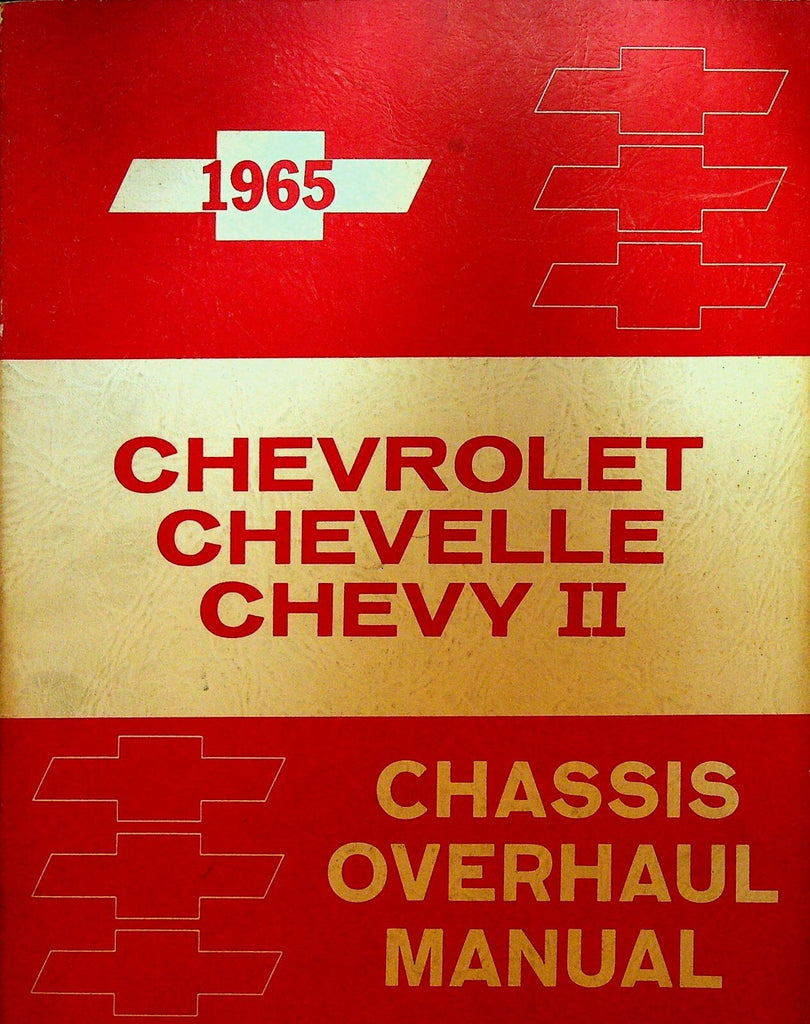 1965
CHEVROLET
CHEVELLE
CHEVY II
CHASSIS
OVERHAUL
MANUAL